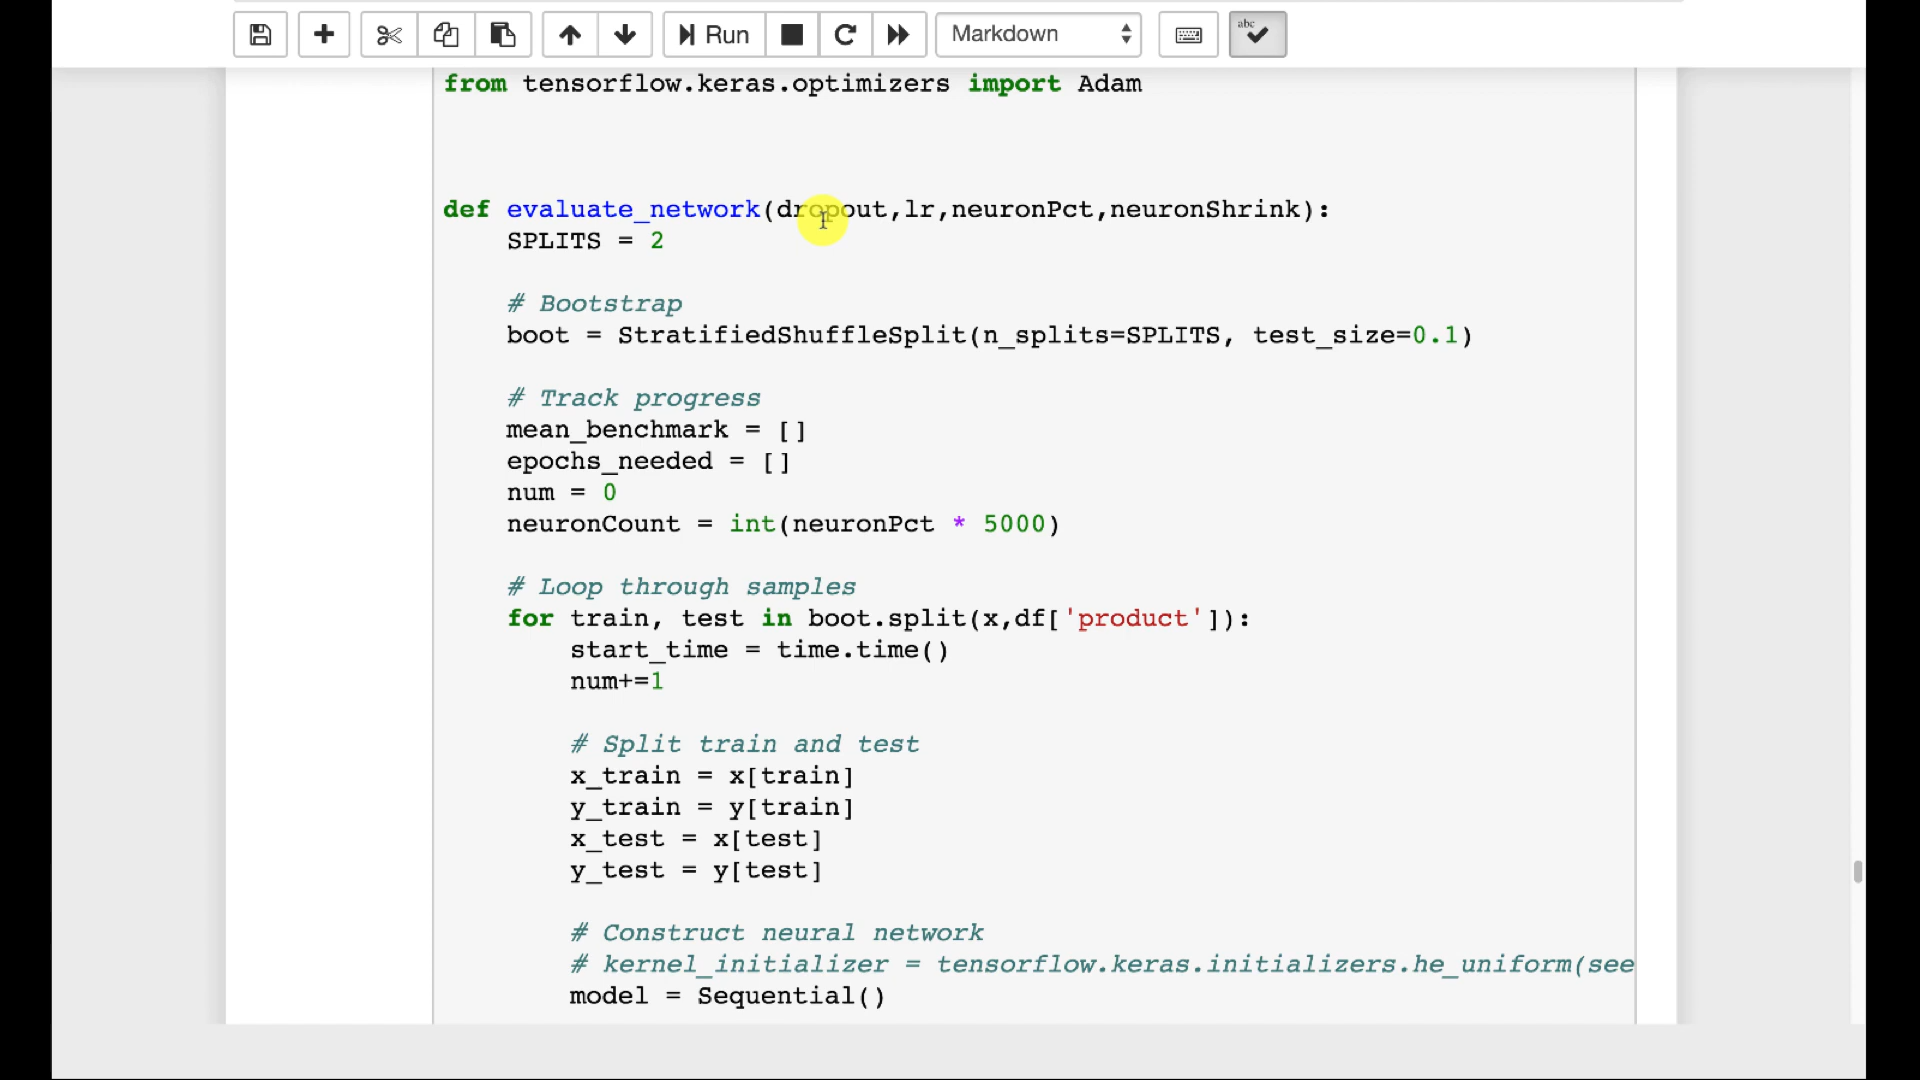 Run Markdown abc
from tensorflow.keras.optimizers import Adam
def evaluate_network(dropout,lr,neuronPct,neuronShrink):
SPLITS = 2
# Bootstrap
boot = StratifiedShuffleSplit(n_splits=SPLITS, test_size=0.1)
# Track progress
mean_benchmark = []
epochs_needed = []
num = 0
neuronCount = int(neuronPct * 5000)
# Loop through samples
for train, test in boot.split(x,df['product']):
start_time = time.time()
num+=1
# Split train and test
x_train = x[train]
y_train = y[train]
x_test = x[test]
y_test = y[test]
# Construct neural network
# kernel_initializer = tensorflow.keras.initializers.he_uniform(see
model = Sequential()